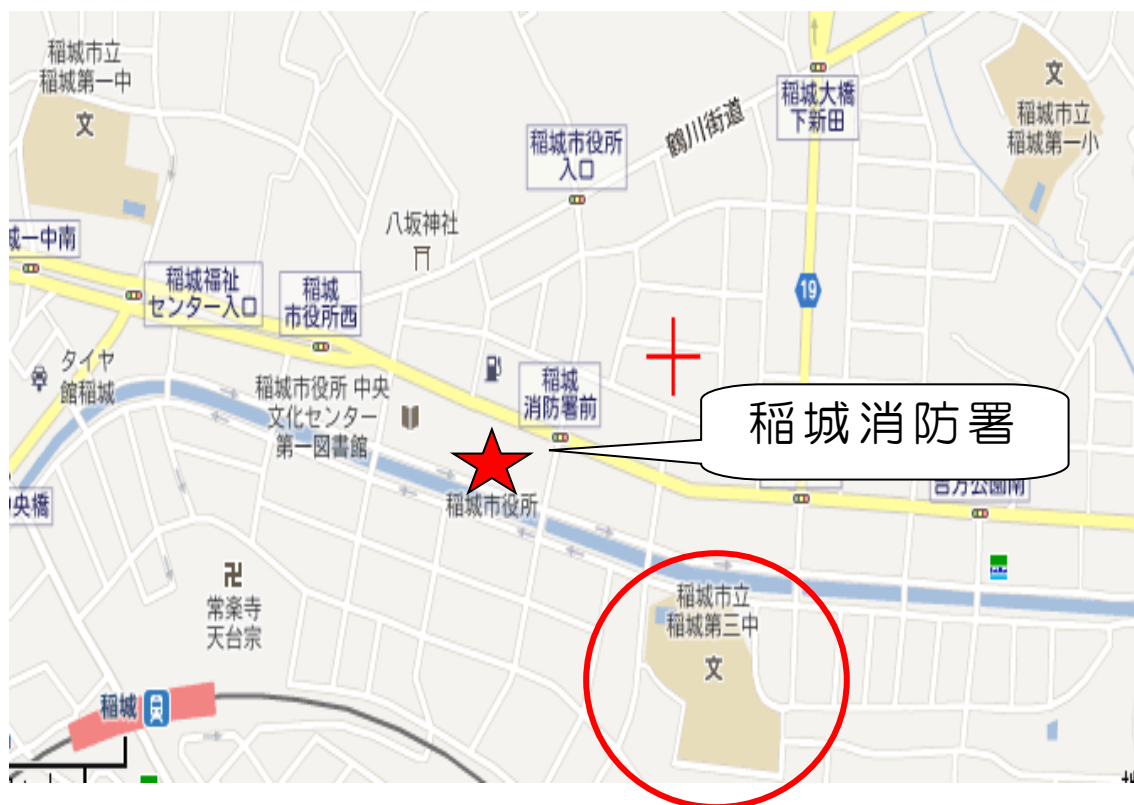 稲城市立
稲城第一中
文
文
稲城市立
稲城第一小
稲城大橋
下新田
鶴川街道
稲城市役所
入口
八坂神社
城一中南
稲城福祉
センター入口
稲城
市役所西
19
タイヤ
館稲城
稲城市役所 中央
文化センター
第一図書館
稲城
消防署前
稲城消防署
稲城市役所
央橋
常楽寺
天台宗
稲城市立
稲城第三中
文
稲城